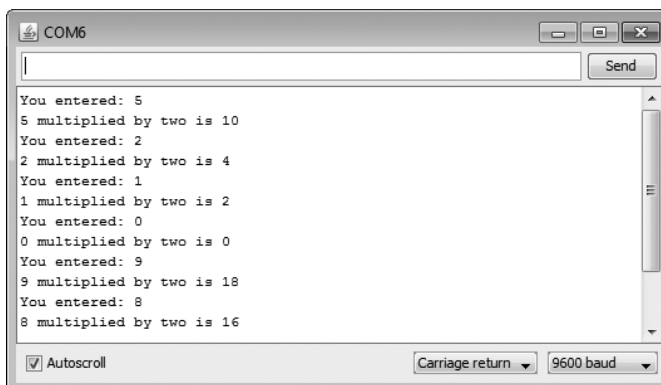 COM6
Send
You entered: 5
5 multiplied by two is 10
You entered: 2
2 multiplied by two is 4
You entered: 1
1 multiplied by two is 2
You entered: 0
0 multiplied by two is 0
You entered: 9
9 multiplied by two is 18
You entered: 8
8 multiplied by two is 16
Autoscroll Carriage return 9600 baud